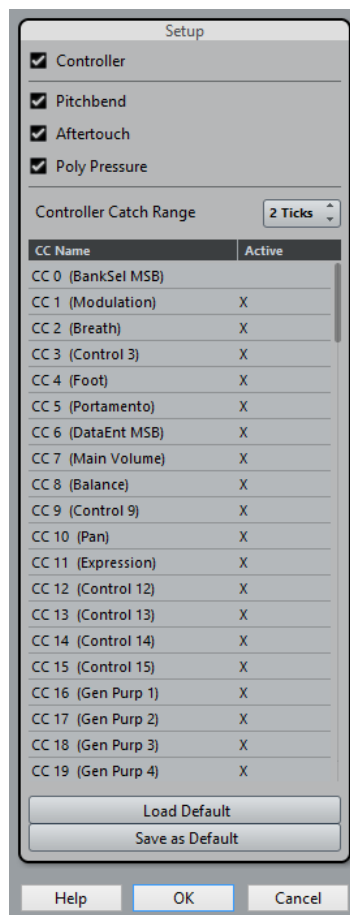 Setup
Controller
Pitchbend
Aftertouch
Poly Pressure
Controller Catch Range 2 Ticks
CC Name Active
CC 0 (BankSel MSB)
CC 1 (Modulation) X
CC 2 (Breath) X
CC 3 (Control 3) X
CC 4 (Foot) X
CC 5 (Portamento) X
CC 6 (DataEnt MSB) X
CC 7 (Main Volume) X
CC 8 (Balance) X
CC 9 (Control 9) X
CC 10 (Pan) X
CC 11 (Expression) X
CC 12 (Control 12) X
CC 13 (Control 13) X
CC 14 (Control 14) X
CC 15 (Control 15) X
CC 16 (Gen Purp 1) X
CC 17 (Gen Purp 2) X
CC 18 (Gen Purp 3) X
CC 19 (Gen Purp 4) X
Load Default
Save as Default
Help OK Cancel